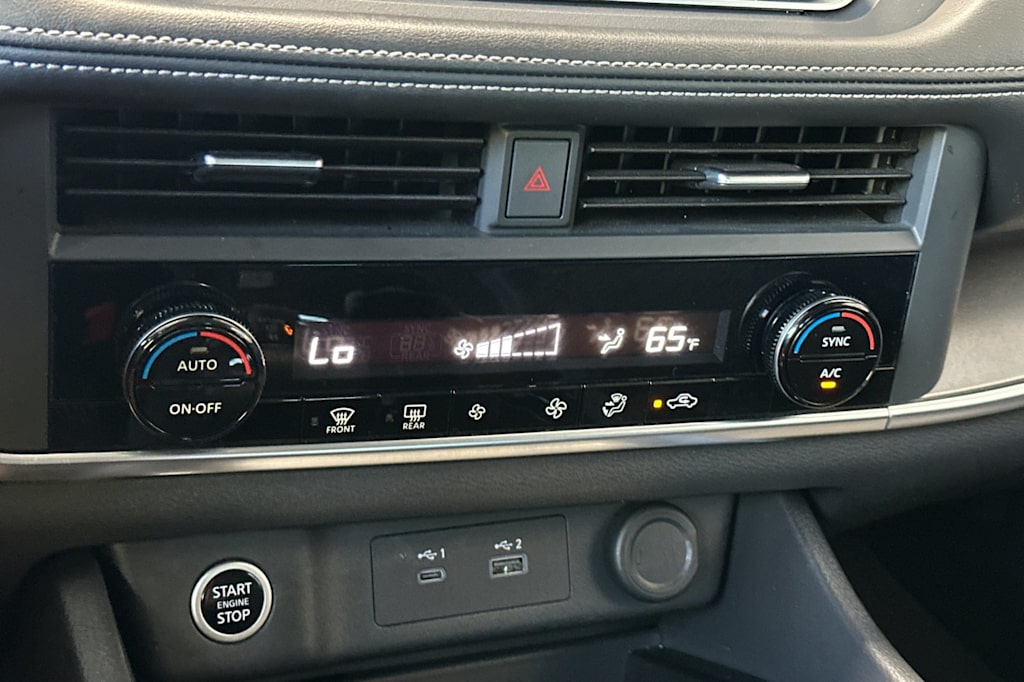 Lo
65°F
AUTO
ON·OFF
SYNC
A/C
FRONT
REAR
START
ENGINE
STOP
1
2